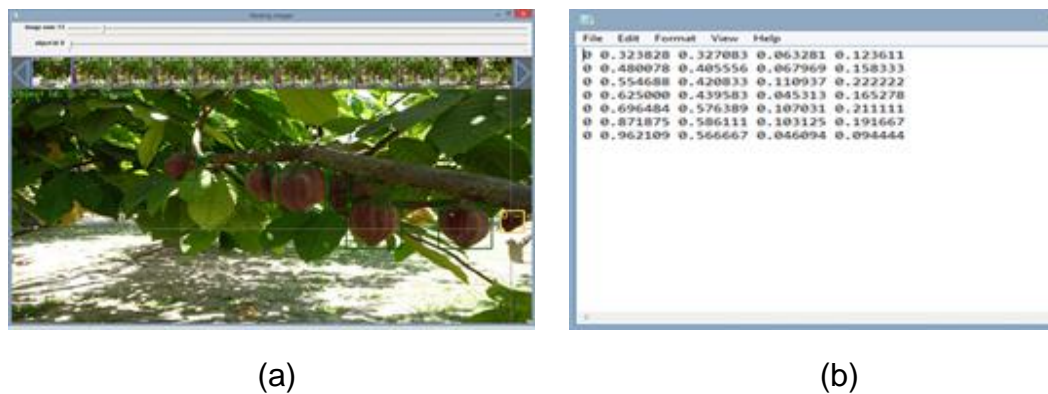 File Edit Format View Help
0 0.323828 0.327083 0.063281 0.123611
0 0.480078 0.405556 0.067969 0.158333
0 0.554688 0.420833 0.110937 0.222222
0 0.625000 0.439583 0.045313 0.165278
0 0.696484 0.576389 0.107031 0.211111
0 0.871875 0.586111 0.103125 0.191667
0 0.962109 0.566667 0.046094 0.094444
(a) (b)